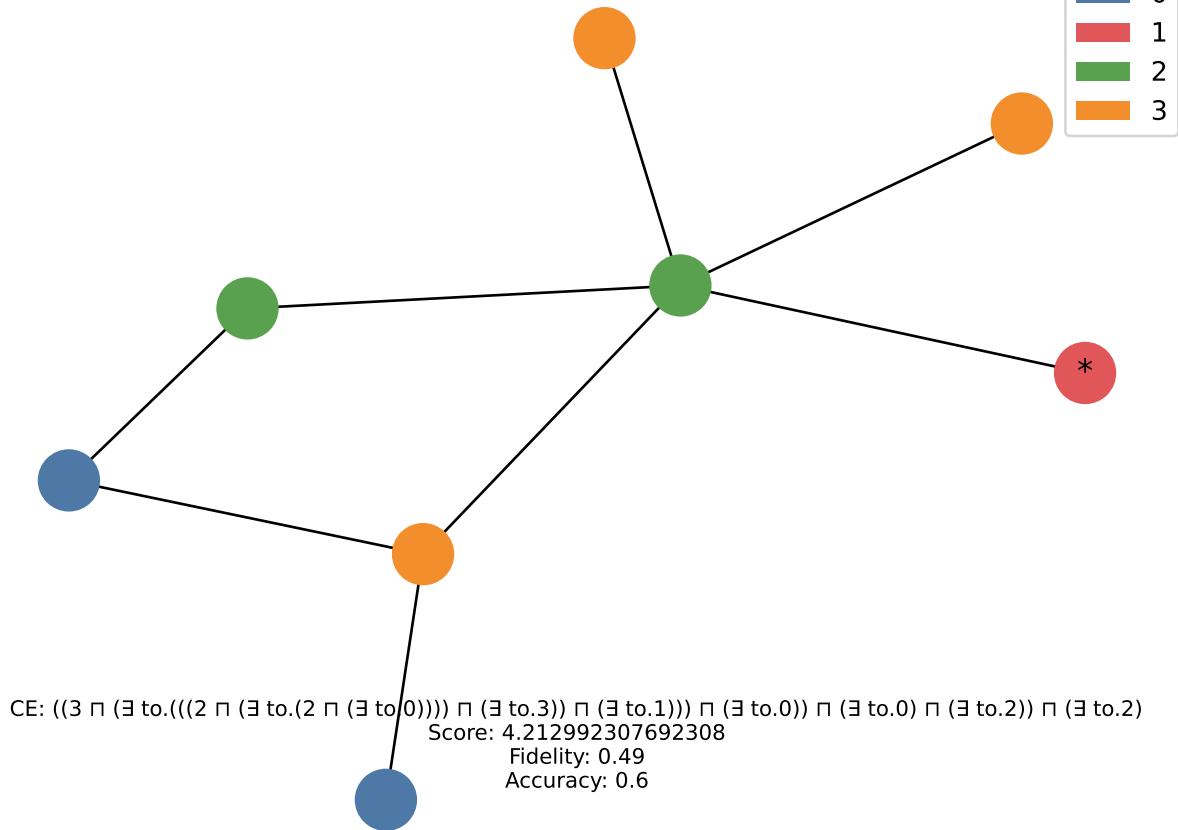 1
2
3
*
CE: ((3 ⊓ (∃ to.(((2 ⊓ (∃ to.(2 ⊓ (∃ to.0)))) ⊓ (∃ to.3)) ⊓ (∃ to.1))) ⊓ (∃ to.0)) ⊓ (∃ to.0) ⊓ (∃ to.2)) ⊓ (∃ to.2)
Score: 4.212992307692308
Fidelity: 0.49
Accuracy: 0.6